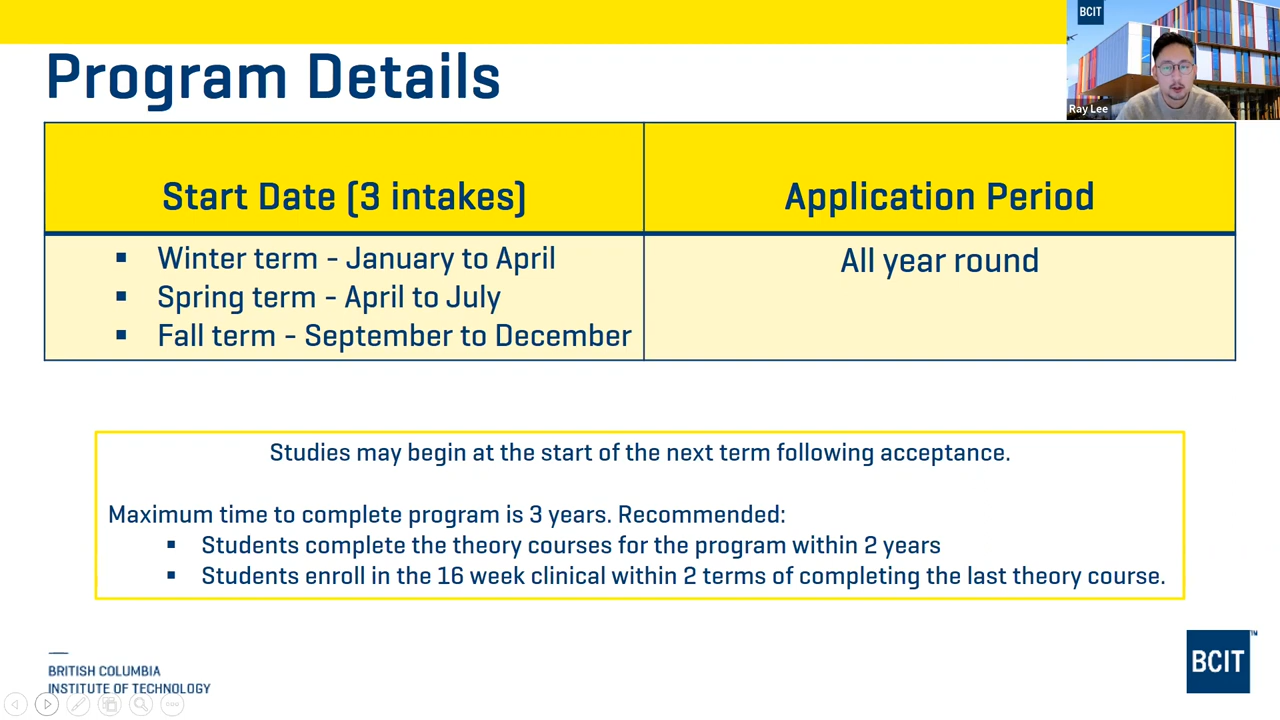 BCIT
Ray Lee
Program Details
Start Date (3 intakes)
Application Period
▪ Winter term - January to April
▪ Spring term - April to July
▪ Fall term - September to December
All year round
Studies may begin at the start of the next term following acceptance.
Maximum time to complete program is 3 years. Recommended:
▪ Students complete the theory courses for the program within 2 years
▪ Students enroll in the 16 week clinical within 2 terms of completing the last theory course.
BRITISH COLUMBIA
INSTITUTE OF TECHNOLOGY
BCIT™